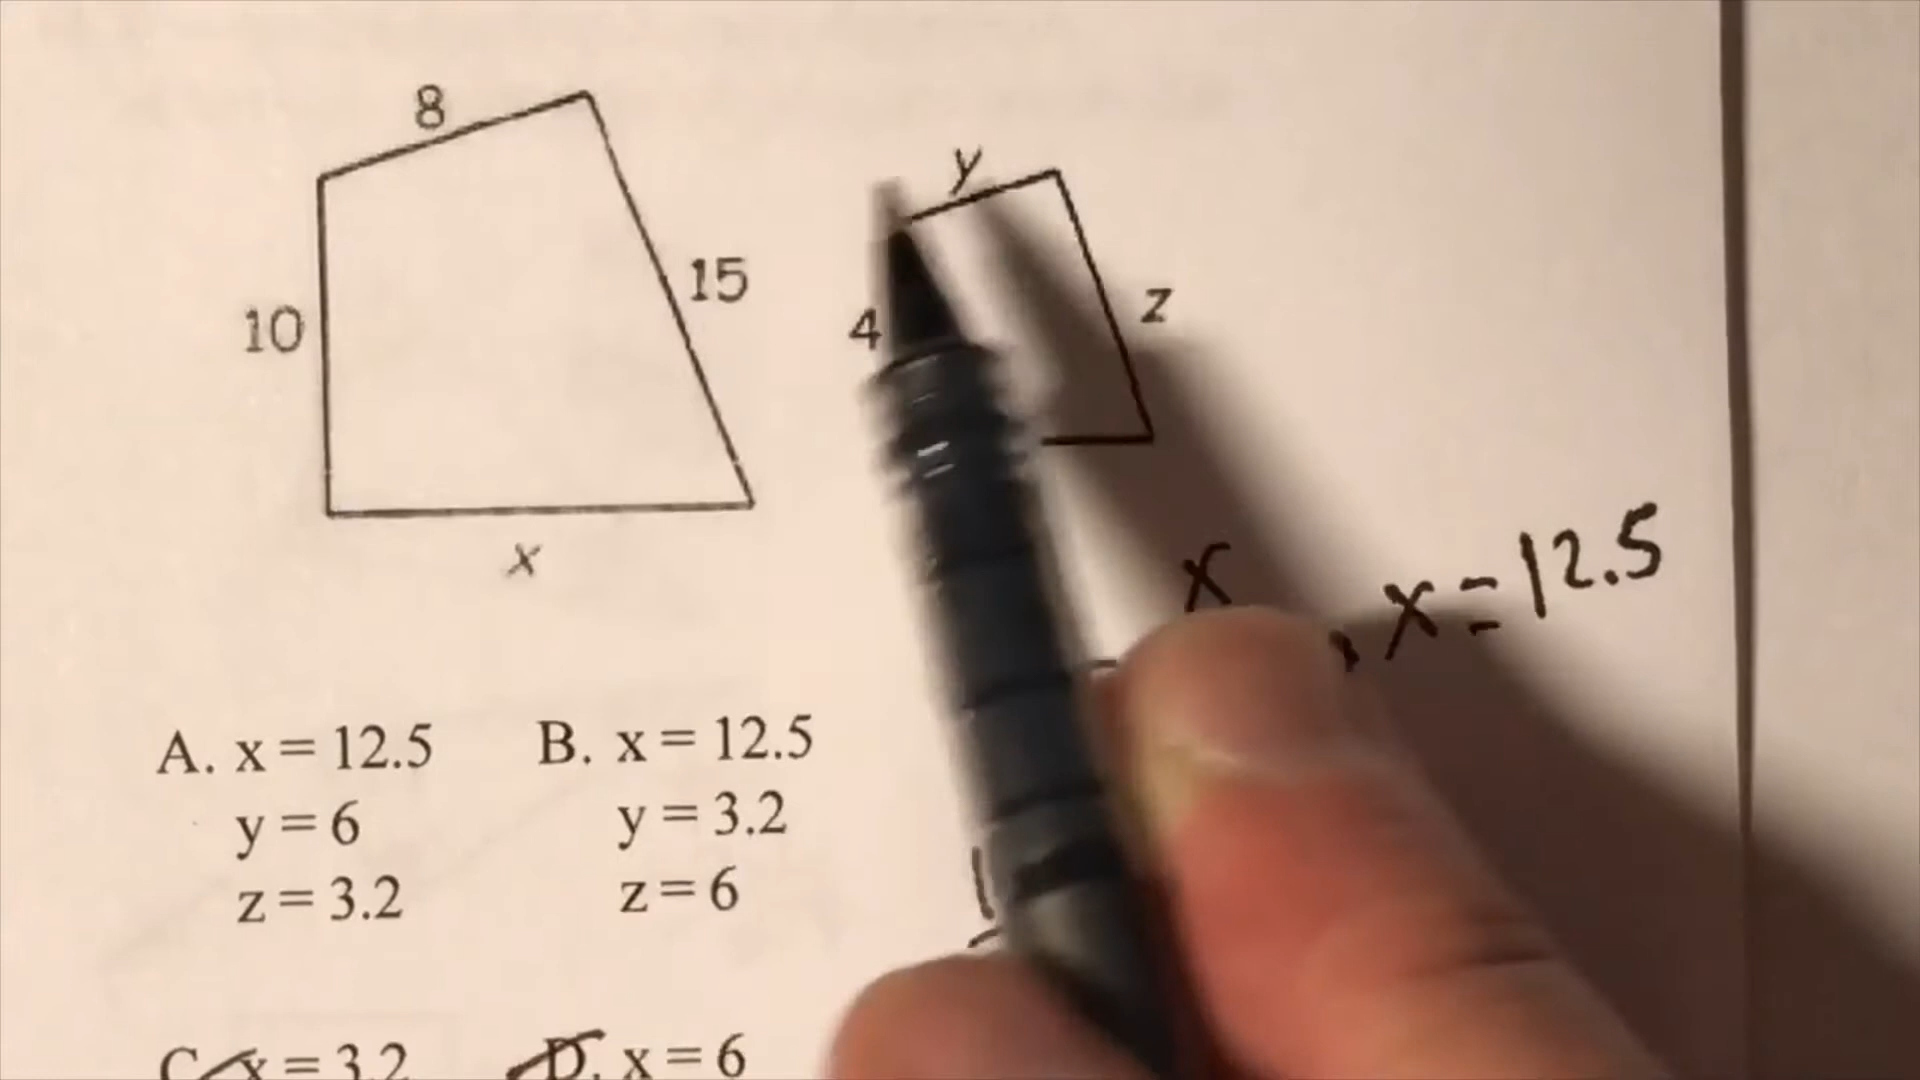 8
y
10
15
4
z
x
x
, x = 12.5
A. x = 12.5
y = 6
z = 3.2
B. x = 12.5
y = 3.2
z = 6
C x = 3.2
D. x = 6